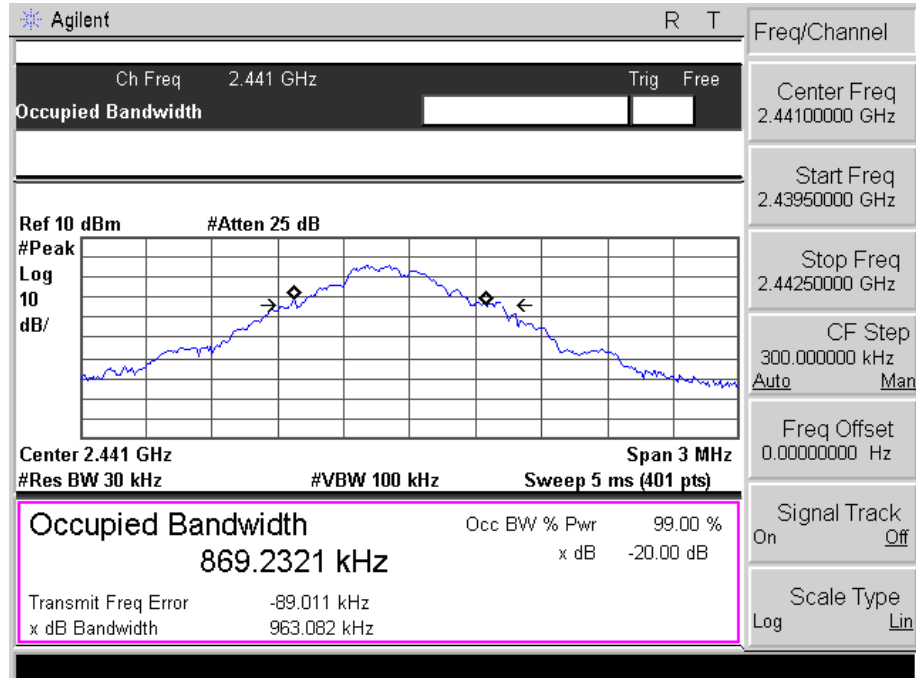 Agilent R T
Ch Freq 2.441 GHz Trig Free
Occupied Bandwidth
Ref 10 dBm #Atten 25 dB
#Peak
Log
10
dB/
Center 2.441 GHz Span 3 MHz
#Res BW 30 kHz #VBW 100 kHz Sweep 5 ms (401 pts)
Occupied Bandwidth
869.2321 kHz
Occ BW % Pwr 99.00 %
x dB -20.00 dB
Transmit Freq Error -89.011 kHz
x dB Bandwidth 963.082 kHz
Freq/Channel
Center Freq
2.44100000 GHz
Start Freq
2.43950000 GHz
Stop Freq
2.44250000 GHz
CF Step
300.000000 kHz
Auto Man
Freq Offset
0.00000000 Hz
Signal Track
On Off
Scale Type
Log Lin